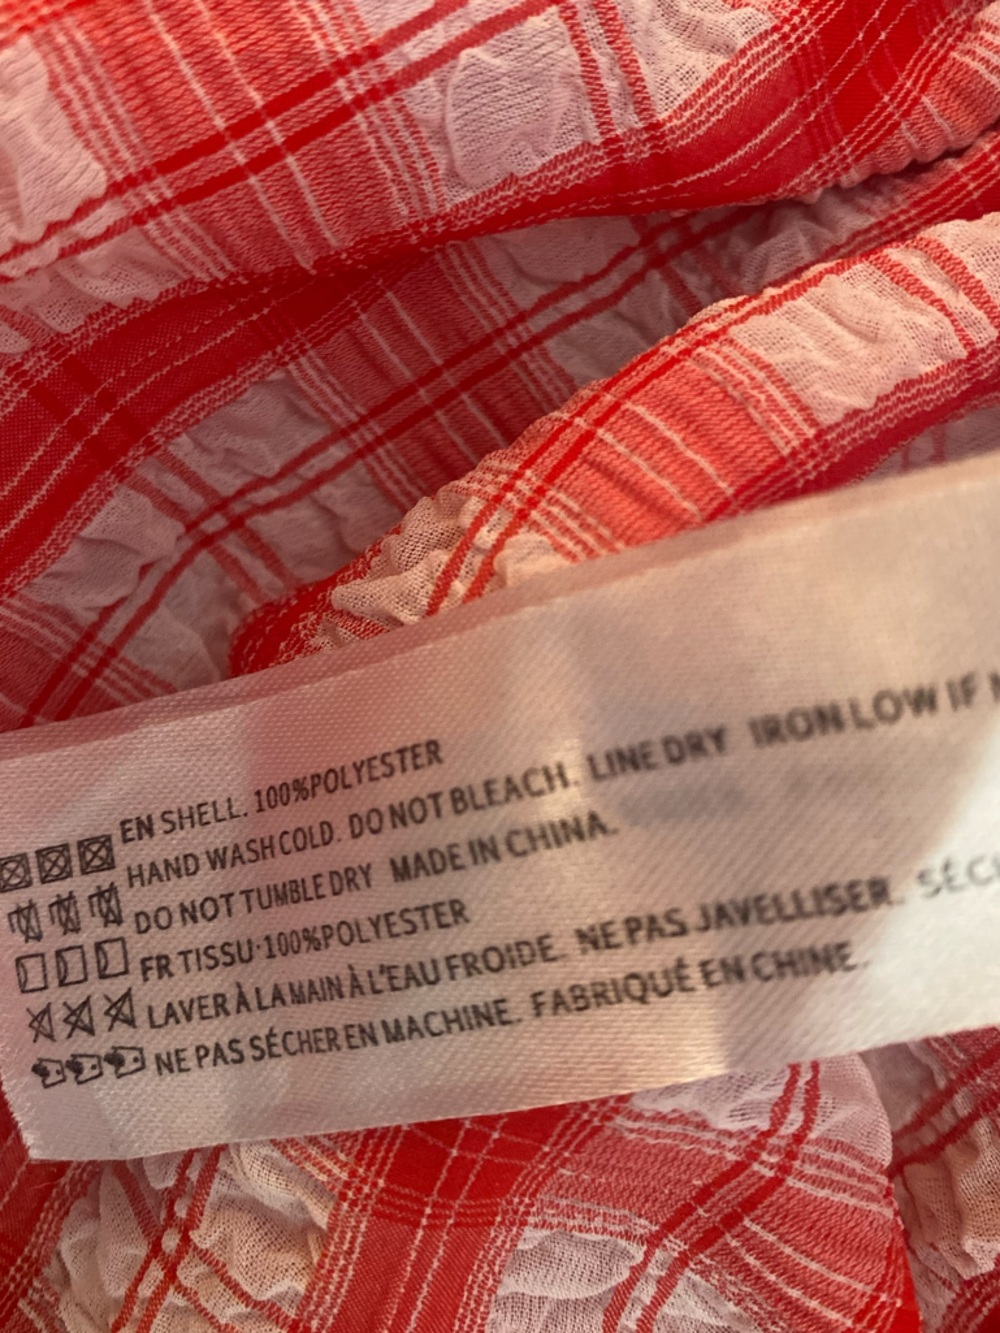 EN SHELL. 100%POLYESTER
HAND WASH COLD. DO NOT BLEACH. LINE DRY IRON LOW IF
DO NOT TUMBLE DRY MADE IN CHINA.
FR TISSU·100%POLYESTER
LAVER À LA MAIN À L'EAU FROIDE. NE PAS JAVELLISER. SÉC
NE PAS SÉCHER EN MACHINE. FABRIQUÉ EN CHINE.